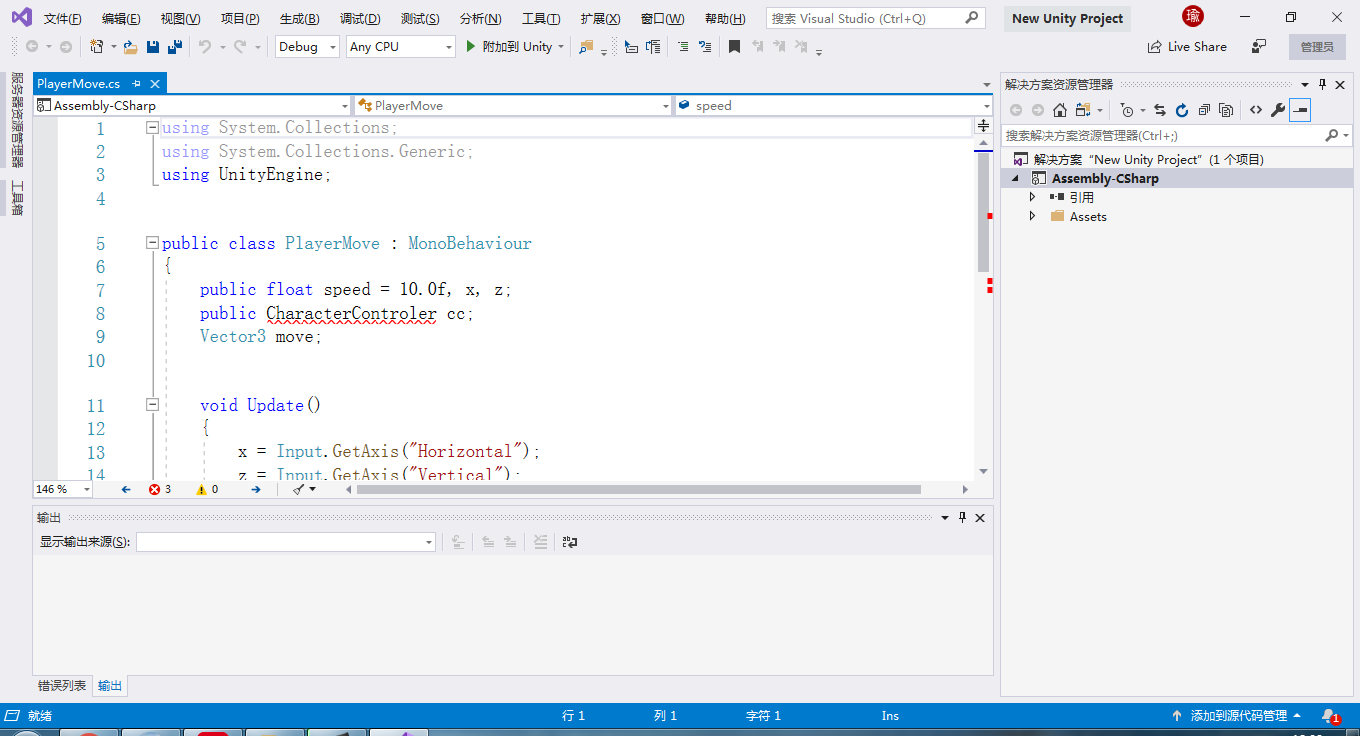 文件(F) 编辑(E) 视图(V) 项目(P) 生成(B) 调试(D) 测试(S) 分析(N) 工具(T) 扩展(X) 窗口(W) 帮助(H) 搜索 Visual Studio (Ctrl+Q) New Unity Project 瑜
Debug Any CPU 附加到 Unity Live Share 管理员
服务器资源管理器
工具箱
PlayerMove.cs
Assembly-CSharp PlayerMove speed
1 using System.Collections;
2 using System.Collections.Generic;
3 using UnityEngine;
4
5 public class PlayerMove : MonoBehaviour
6 {
7 public float speed = 10.0f, x, z;
8 public CharacterControler cc;
9 Vector3 move;
10
11 void Update()
12 {
13 x = Input.GetAxis("Horizontal");
14 z = Input.GetAxis("Vertical");
146 % 3 0
输出
显示输出来源(S):
错误列表 输出
解决方案资源管理器
搜索解决方案资源管理器(Ctrl+;)
解决方案 "New Unity Project" (1 个项目)
Assembly-CSharp
引用
Assets
就绪 行 1 列 1 字符 1 Ins 添加到源代码管理 1